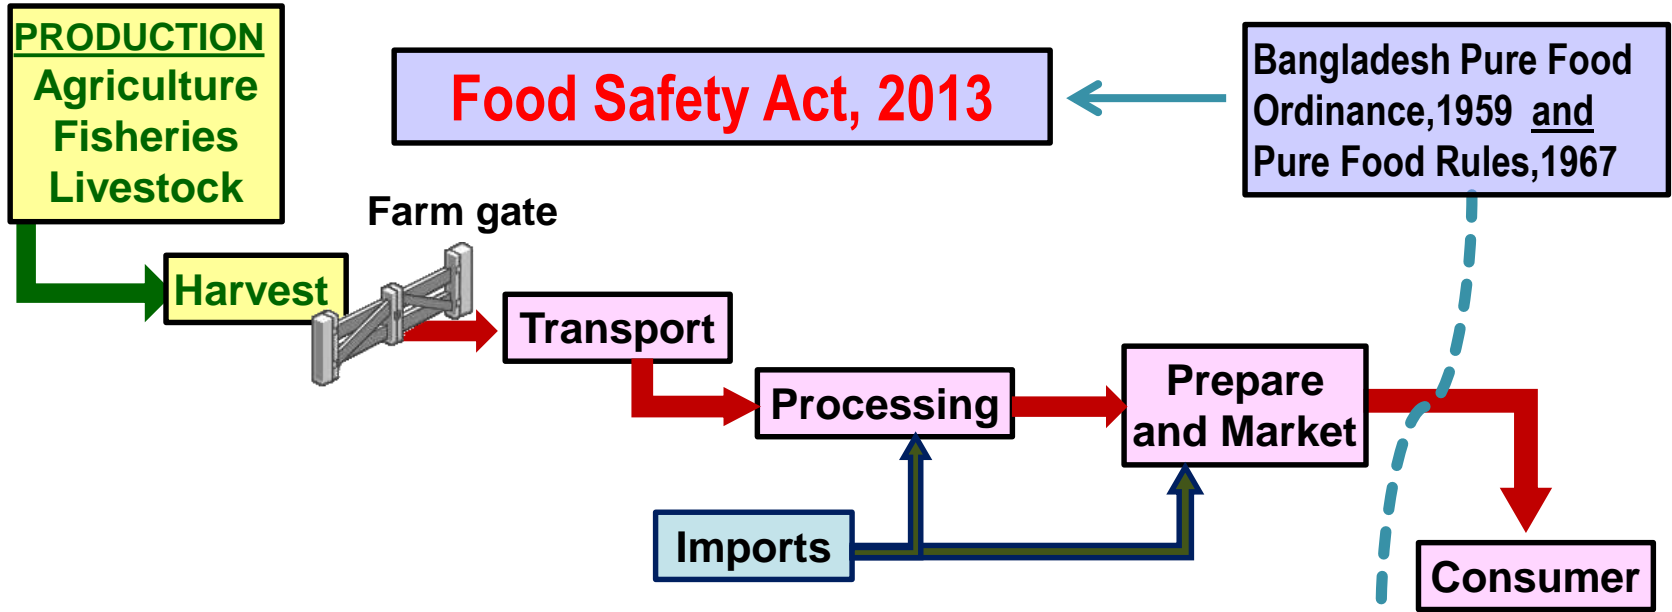 PRODUCTION
Agriculture
Fisheries
Livestock
Food Safety Act, 2013
Bangladesh Pure Food
Ordinance,1959 and
Pure Food Rules,1967
Farm gate
Harvest
Transport
Processing
Prepare
and Market
Imports
Consumer